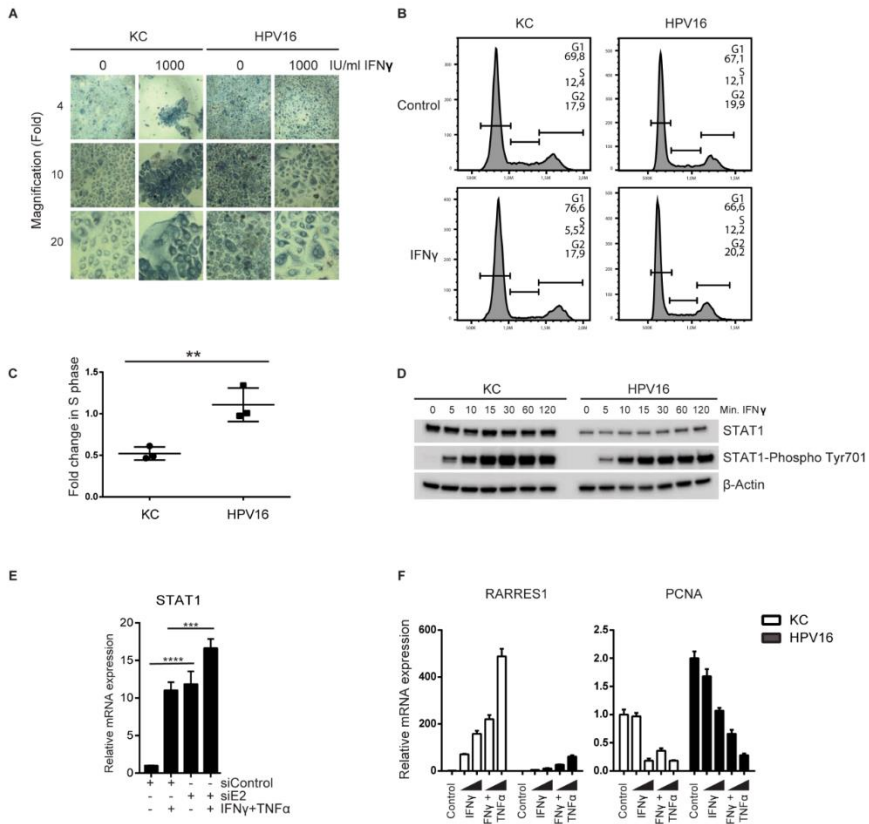 A
KC HPV16
0 1000 0 1000 IU/ml IFNγ
Magnification (Fold)
4
10
20
B
KC HPV16
Control
G1
69,8
S
12,4
G2
17,9
G1
67,1
S
12,1
G2
19,9
IFNγ
G1
76,6
S
5,52
G2
17,9
G1
66,6
S
12,2
G2
20,2
C
**
Fold change in S phase
1.5
1.0
0.5
0.0
KC HPV16
D
KC HPV16
0 5 10 15 30 60 120 0 5 10 15 30 60 120 Min. IFNγ
STAT1
STAT1-Phospho Tyr701
β-Actin
E
STAT1
Relative mRNA expression
20
15
10
5
0
***
****
+ + - - siControl
- - + + siE2
- + - + IFNγ+TNFα
F
RARRES1 PCNA
KC
HPV16
Relative mRNA expression
600
400
200
0
2.5
2.0
1.5
1.0
0.5
0.0
Control IFNγ FNγ + TNFα Control IFNγ FNγ + TNFα Control IFNγ FNγ + TNFα Control IFNγ FNγ + TNFα